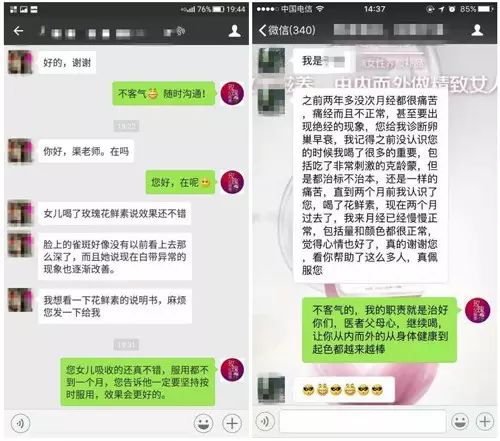 4G 76% 19:44
好的，谢谢
不客气 随时沟通！
19:22
你好，渠老师。在吗
您好，在呢
女儿喝了玫瑰花鲜素说效果还不错
脸上的雀斑好像没有以前看上去那
么深了，而且她说现在白带异常的
现象也逐渐改善。
我想看一下花鲜素的说明书，麻烦
您发一下给我
19:31
您女儿吸收的还真不错，服用都不
到一个月，您告诉他一定要坚持按
时服用，效果会更好的。
中国电信 14:37 85%
微信(340)
女性养
由内而外做精致女人
我是
之前两年多没次月经都很痛苦
，痛经而且不正常，甚至要出
现绝经的现象，您给我诊断卵
巢早衰，我记得之前没认识您
的时候我喝了很多的重要，包
括吃了非常刺激的克龄蒙，但
是都治标不治本，还是一样的
痛苦，直到两个月前我认识了
您，喝了花鲜素，现在两个月
过去了，我来月经已经慢慢正
常，包括量和颜色都很正常，
觉得心情也好了，真的谢谢您
，看你帮助了这么多人，真佩
服您
不客气的，我的职责就是治好
你们，医者父母心，继续喝，
让你从内而外的从身体健康到
起色都越来越棒